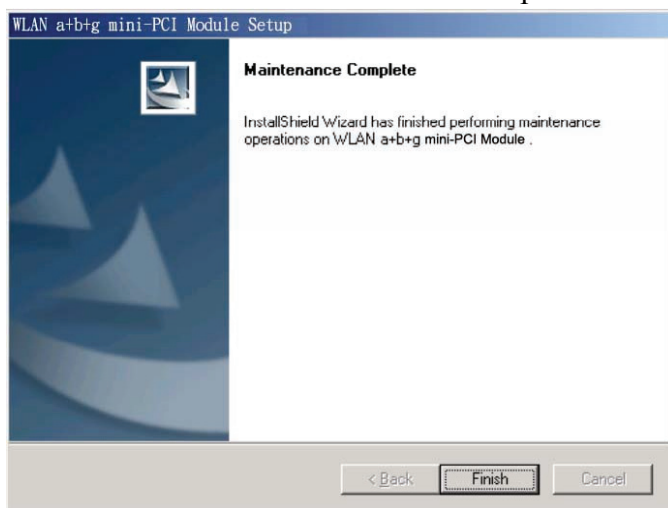 WLAN a+b+g mini-PCI Module Setup
Maintenance Complete
InstallShield Wizard has finished performing maintenance
operations on WLAN a+b+g mini-PCI Module .
< Back
Finish
Cancel